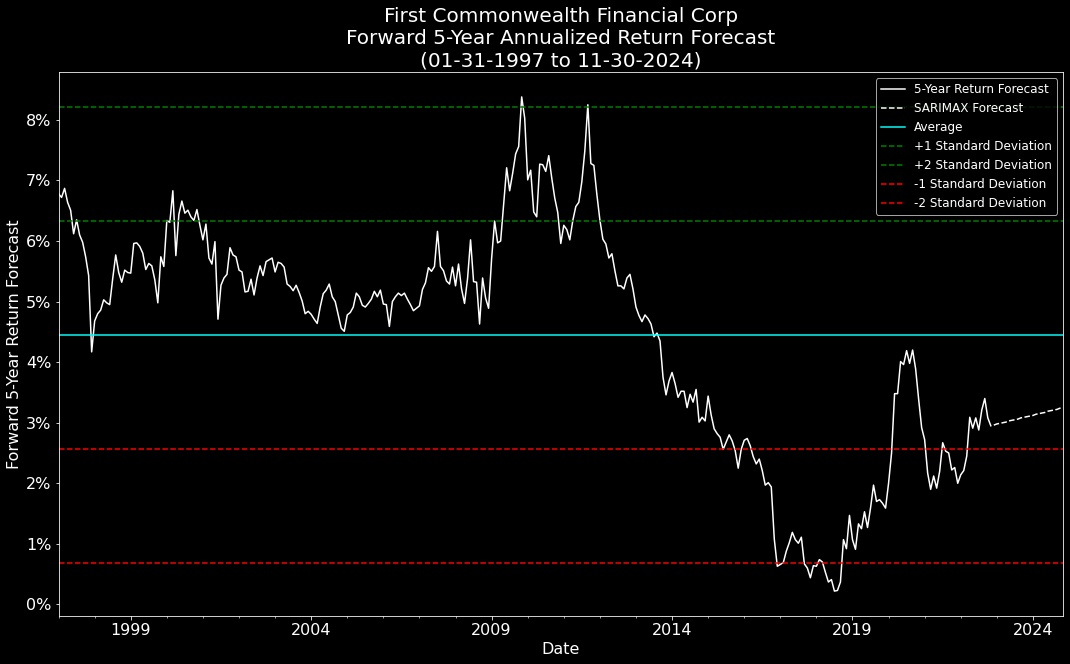 First Commonwealth Financial Corp
Forward 5-Year Annualized Return Forecast
(01-31-1997 to 11-30-2024)
5-Year Return Forecast
SARIMAX Forecast
Average
+1 Standard Deviation
+2 Standard Deviation
-1 Standard Deviation
-2 Standard Deviation
Forward 5-Year Return Forecast
8%
7%
6%
5%
4%
3%
2%
1%
0%
1999 2004 2009 2014 2019 2024
Date